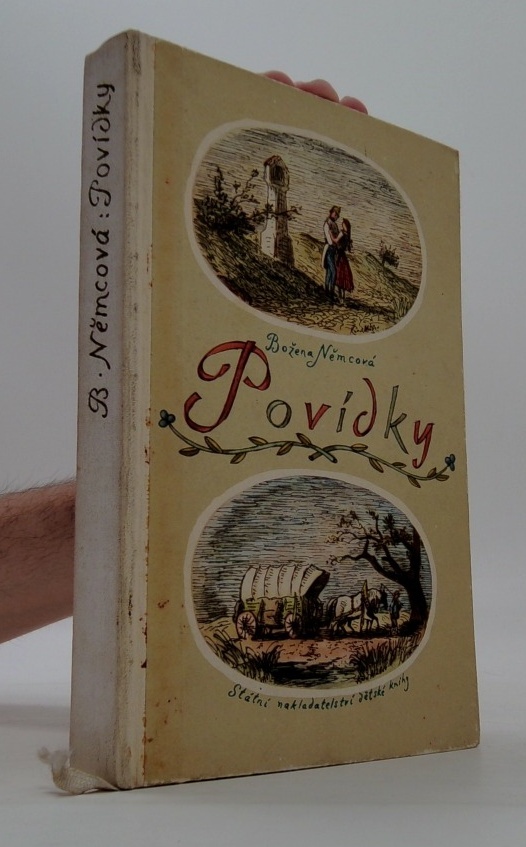 B. Němcová: Povídky
Božena Němcová
Povídky
Státní nakladatelství dětské knihy